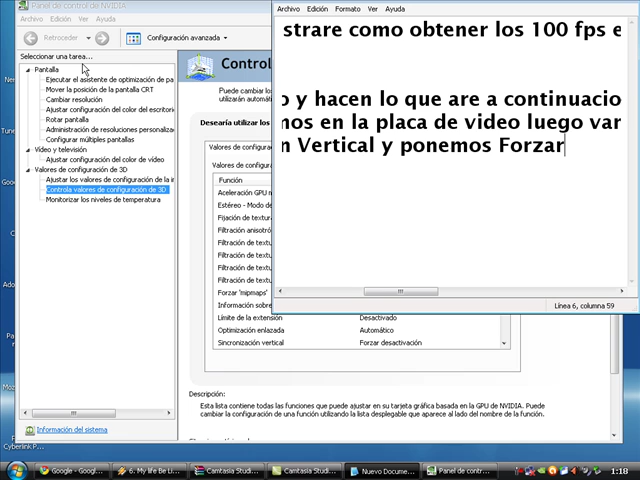 Panel de control de NVIDIA
Archivo Edición Ver Ayuda
Retroceder
Configuración avanzada
Seleccionar una tarea...
Pantalla
Ejecutar el asistente de optimización de pa
Mover la posición de la pantalla CRT
Cambiar resolución
Ajustar configuración del color del escritorio
Rotar pantalla
Administración de resoluciones personaliza
Configurar múltiples pantallas
Video y televisión
Ajustar configuración del color de vídeo
Valores de configuración de 3D
Ajustar los valores de configuración de la i
Controla valores de configuración de 3D
Monitorizar los niveles de temperatura
Información del sistema
Control
Puede cambiar lo
utilizarán automáti
Desearía utilizar los
Valores de configura
Valores de configura
Función
Aceleración GPU m
Estéreo - Modo de
Fijación de textura
Filtración anisotró
Filtración de textu
Filtración de textu
Filtración de textu
Filtración de textu
Forzar 'mipmaps'
Información sobre
Límite de la extensión Desactivado
Optimización enlazada Automático
Sincronización vertical Forzar desactivación
Descripción:
Esta lista contiene todas las funciones que puede ajustar en su tarjeta gráfica basada en la GPU de NVIDIA. Puede
cambiar la configuración de una función utilizando la lista desplegable que aparece al lado del nombre de la función.
Archivo Edición Formato Ver Ayuda
strare como obtener los 100 fps e
o y hacen lo que are a continuacio
nos en la placa de video luego var
n Vertical y ponemos Forzar
Línea 6, columna 59
CyberLink P...
Google - Googl...
6. My life Be Li...
Camtasia Studi...
Camtasia Studi...
Nuevo Docume...
Panel de contr...
1:18